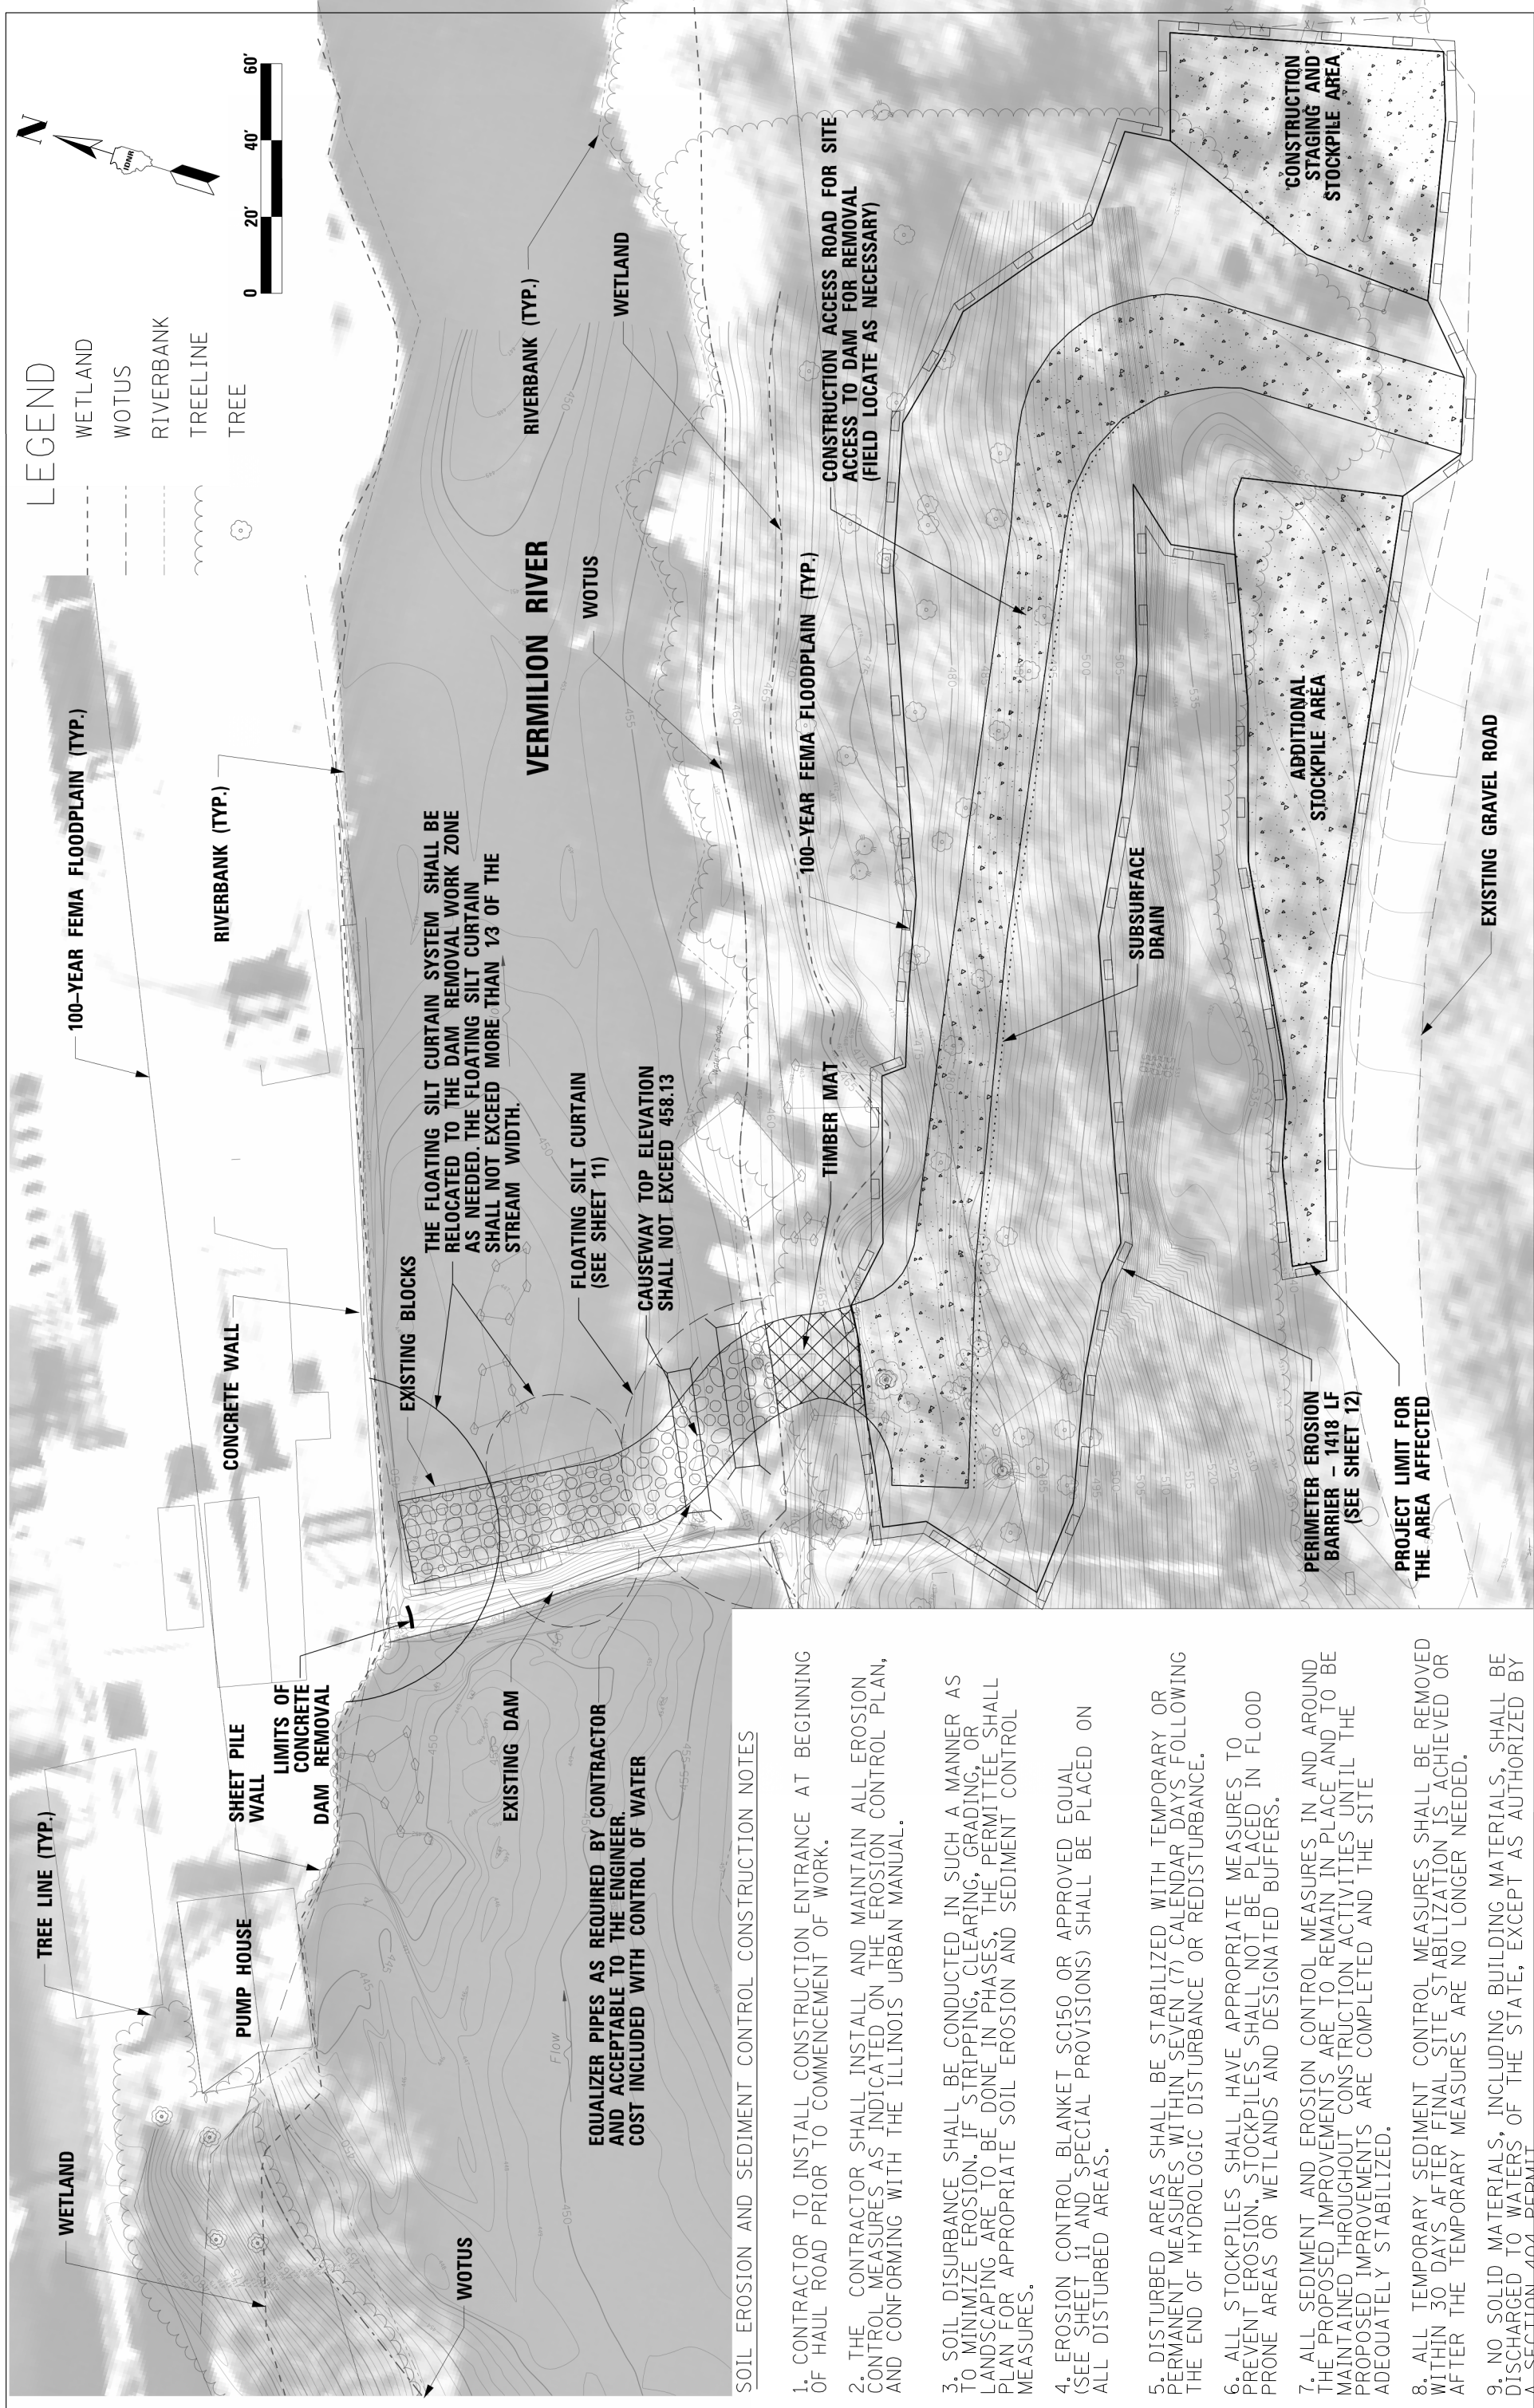 LEGEND
WETLAND
WOTUS
RIVERBANK
TREELINE
TREE
N
IDNR
0 20' 40' 60'
WETLAND
TREE LINE (TYP.)
PUMP HOUSE
SHEET PILE
WALL
LIMITS OF
CONCRETE
DAM REMOVAL
CONCRETE WALL
100-YEAR FEMA FLOODPLAIN (TYP.)
RIVERBANK (TYP.)
EXISTING BLOCKS
THE FLOATING SILT CURTAIN SYSTEM SHALL BE
RELOCATED TO THE DAM REMOVAL WORK ZONE
AS NEEDED. THE FLOATING SILT CURTAIN
SHALL NOT EXCEED MORE THAN 1/3 OF THE
STREAM WIDTH.
VERMILION RIVER
RIVERBANK (TYP.)
WOTUS
EXISTING DAM
Flow
FLOATING SILT CURTAIN
(SEE SHEET 11)
WOTUS
WETLAND
EQUALIZER PIPES AS REQUIRED BY CONTRACTOR
AND ACCEPTABLE TO THE ENGINEER.
COST INCLUDED WITH CONTROL OF WATER
CAUSEWAY TOP ELEVATION
SHALL NOT EXCEED 458.13
TIMBER MAT
100-YEAR FEMA FLOODPLAIN (TYP.)
CONSTRUCTION ACCESS ROAD FOR SITE
ACCESS TO DAM FOR REMOVAL
(FIELD LOCATE AS NECESSARY)
SUBSURFACE
DRAIN
CONSTRUCTION
STAGING AND
STOCKPILE AREA
ADDITIONAL
STOCKPILE AREA
PERIMETER EROSION
BARRIER - 1418 LF
(SEE SHEET 12)
PROJECT LIMIT FOR
THE AREA AFFECTED
EXISTING GRAVEL ROAD
SOIL EROSION AND SEDIMENT CONTROL CONSTRUCTION NOTES
1. CONTRACTOR TO INSTALL CONSTRUCTION ENTRANCE AT BEGINNING
OF HAUL ROAD PRIOR TO COMMENCEMENT OF WORK.
2. THE CONTRACTOR SHALL INSTALL AND MAINTAIN ALL EROSION
CONTROL MEASURES AS INDICATED ON THE EROSION CONTROL PLAN,
AND CONFORMING WITH THE ILLINOIS URBAN MANUAL.
3. SOIL DISURBANCE SHALL BE CONDUCTED IN SUCH A MANNER AS
TO MINIMIZE EROSION. IF STRIPPING, CLEARING, GRADING, OR
LANDSCAPING ARE TO BE DONE IN PHASES, THE PERMITTEE SHALL
PLAN FOR APPROPRIATE SOIL EROSION AND SEDIMENT CONTROL
MEASURES.
4. EROSION CONTROL BLANKET SC150 OR APPROVED EQUAL
(SEE SHEET 11 AND SPECIAL PROVISIONS) SHALL BE PLACED ON
ALL DISTURBED AREAS.
5. DISTURBED AREAS SHALL BE STABILIZED WITH TEMPORARY OR
PERMANENT MEASURES WITHIN SEVEN (7) CALENDAR DAYS FOLLOWING
THE END OF HYDROLOGIC DISTURBANCE OR REDISTURBANCE.
6. ALL STOCKPILES SHALL HAVE APPROPRIATE MEASURES TO
PREVENT EROSION. STOCKPILES SHALL NOT BE PLACED IN FLOOD
PRONE AREAS OR WETLANDS AND DESIGNATED BUFFERS.
7. ALL SEDIMENT AND EROSION CONTROL MEASURES IN AND AROUND
THE PROPOSED IMPROVEMENTS ARE TO REMAIN IN PLACE AND TO BE
MAINTAINED THROUGHOUT CONSTRUCTION ACTIVITIES UNTIL THE
PROPOSED IMPROVEMENTS ARE COMPLETED AND THE SITE
ADEQUATELY STABILIZED.
8. ALL TEMPORARY SEDIMENT CONTROL MEASURES SHALL BE REMOVED
WITHIN 30 DAYS AFTER FINAL SITE STABILIZATION IS ACHIEVED OR
AFTER THE TEMPORARY MEASURES ARE NO LONGER NEEDED.
9. NO SOLID MATERIALS, INCLUDING BUILDING MATERIALS, SHALL BE
DISCHARGED TO WATERS OF THE STATE, EXCEPT AS AUTHORIZED BY
A SECTION 404 PERMIT.